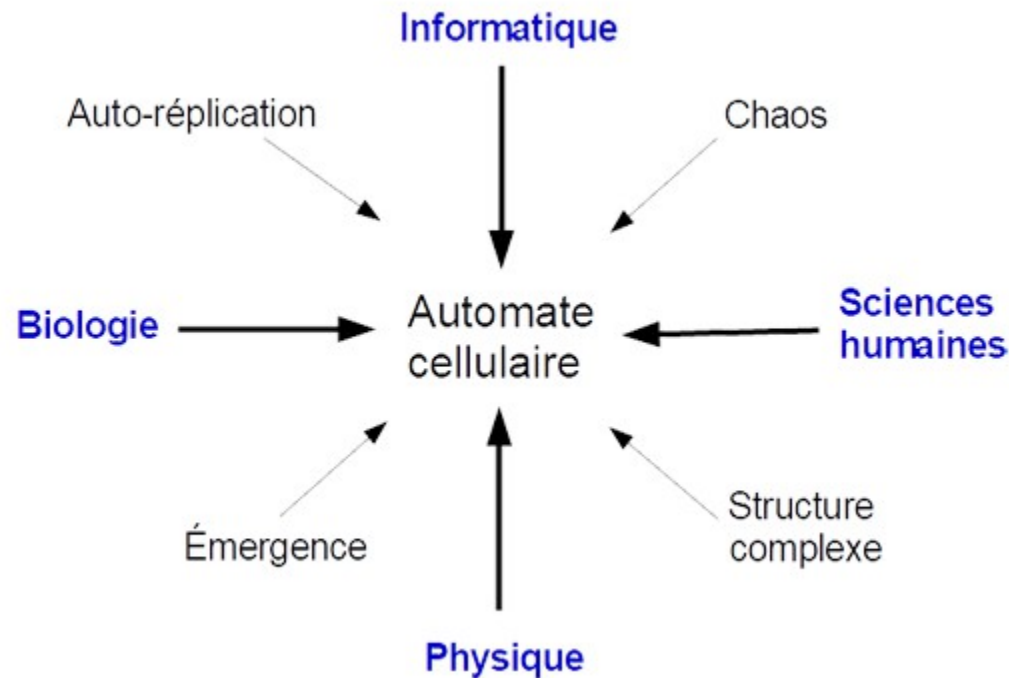 Informatique
Auto-réplication
Chaos
Biologie
Automate
cellulaire
Sciences
humaines
Émergence
Structure
complexe
Physique